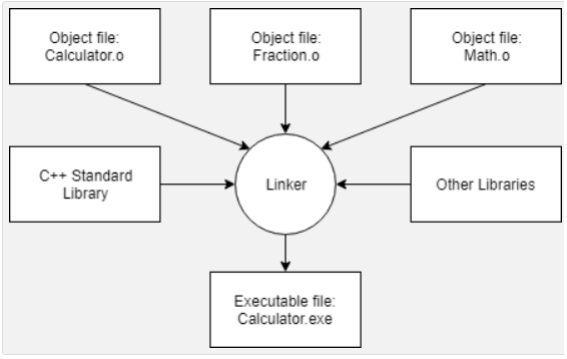 Object file:
Calculator.o
Object file:
Fraction.o
Object file:
Math.o
C++ Standard
Library
Linker
Other Libraries
Executable file:
Calculator.exe